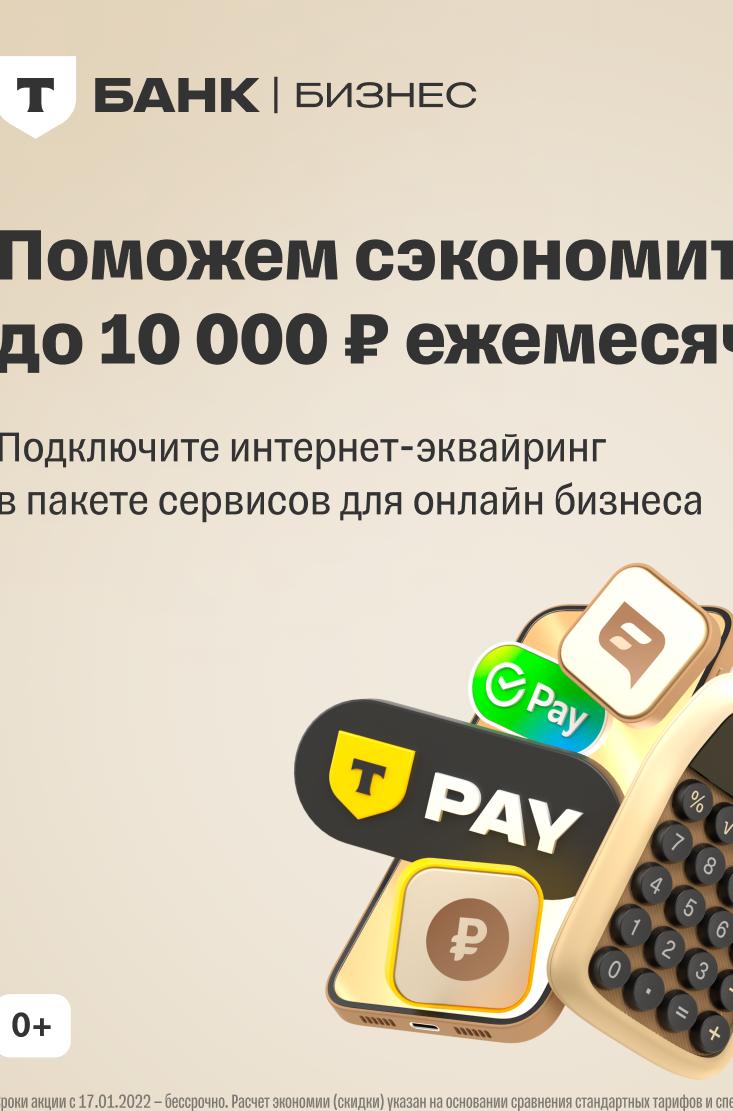 Т БАНК | БИЗНЕС
Поможем сэкономит
до 10 000 ₽ ежемеся
Подключите интернет-эквайринг
в пакете сервисов для онлайн бизнеса
Pay
Т PAY
₽
%
7 8
4 5 6
1 2 3
0 . = +
0+
роки акции с 17.01.2022 – бессрочно. Расчет экономии (скидки) указан на основании сравнения стандартных тарифов и спе